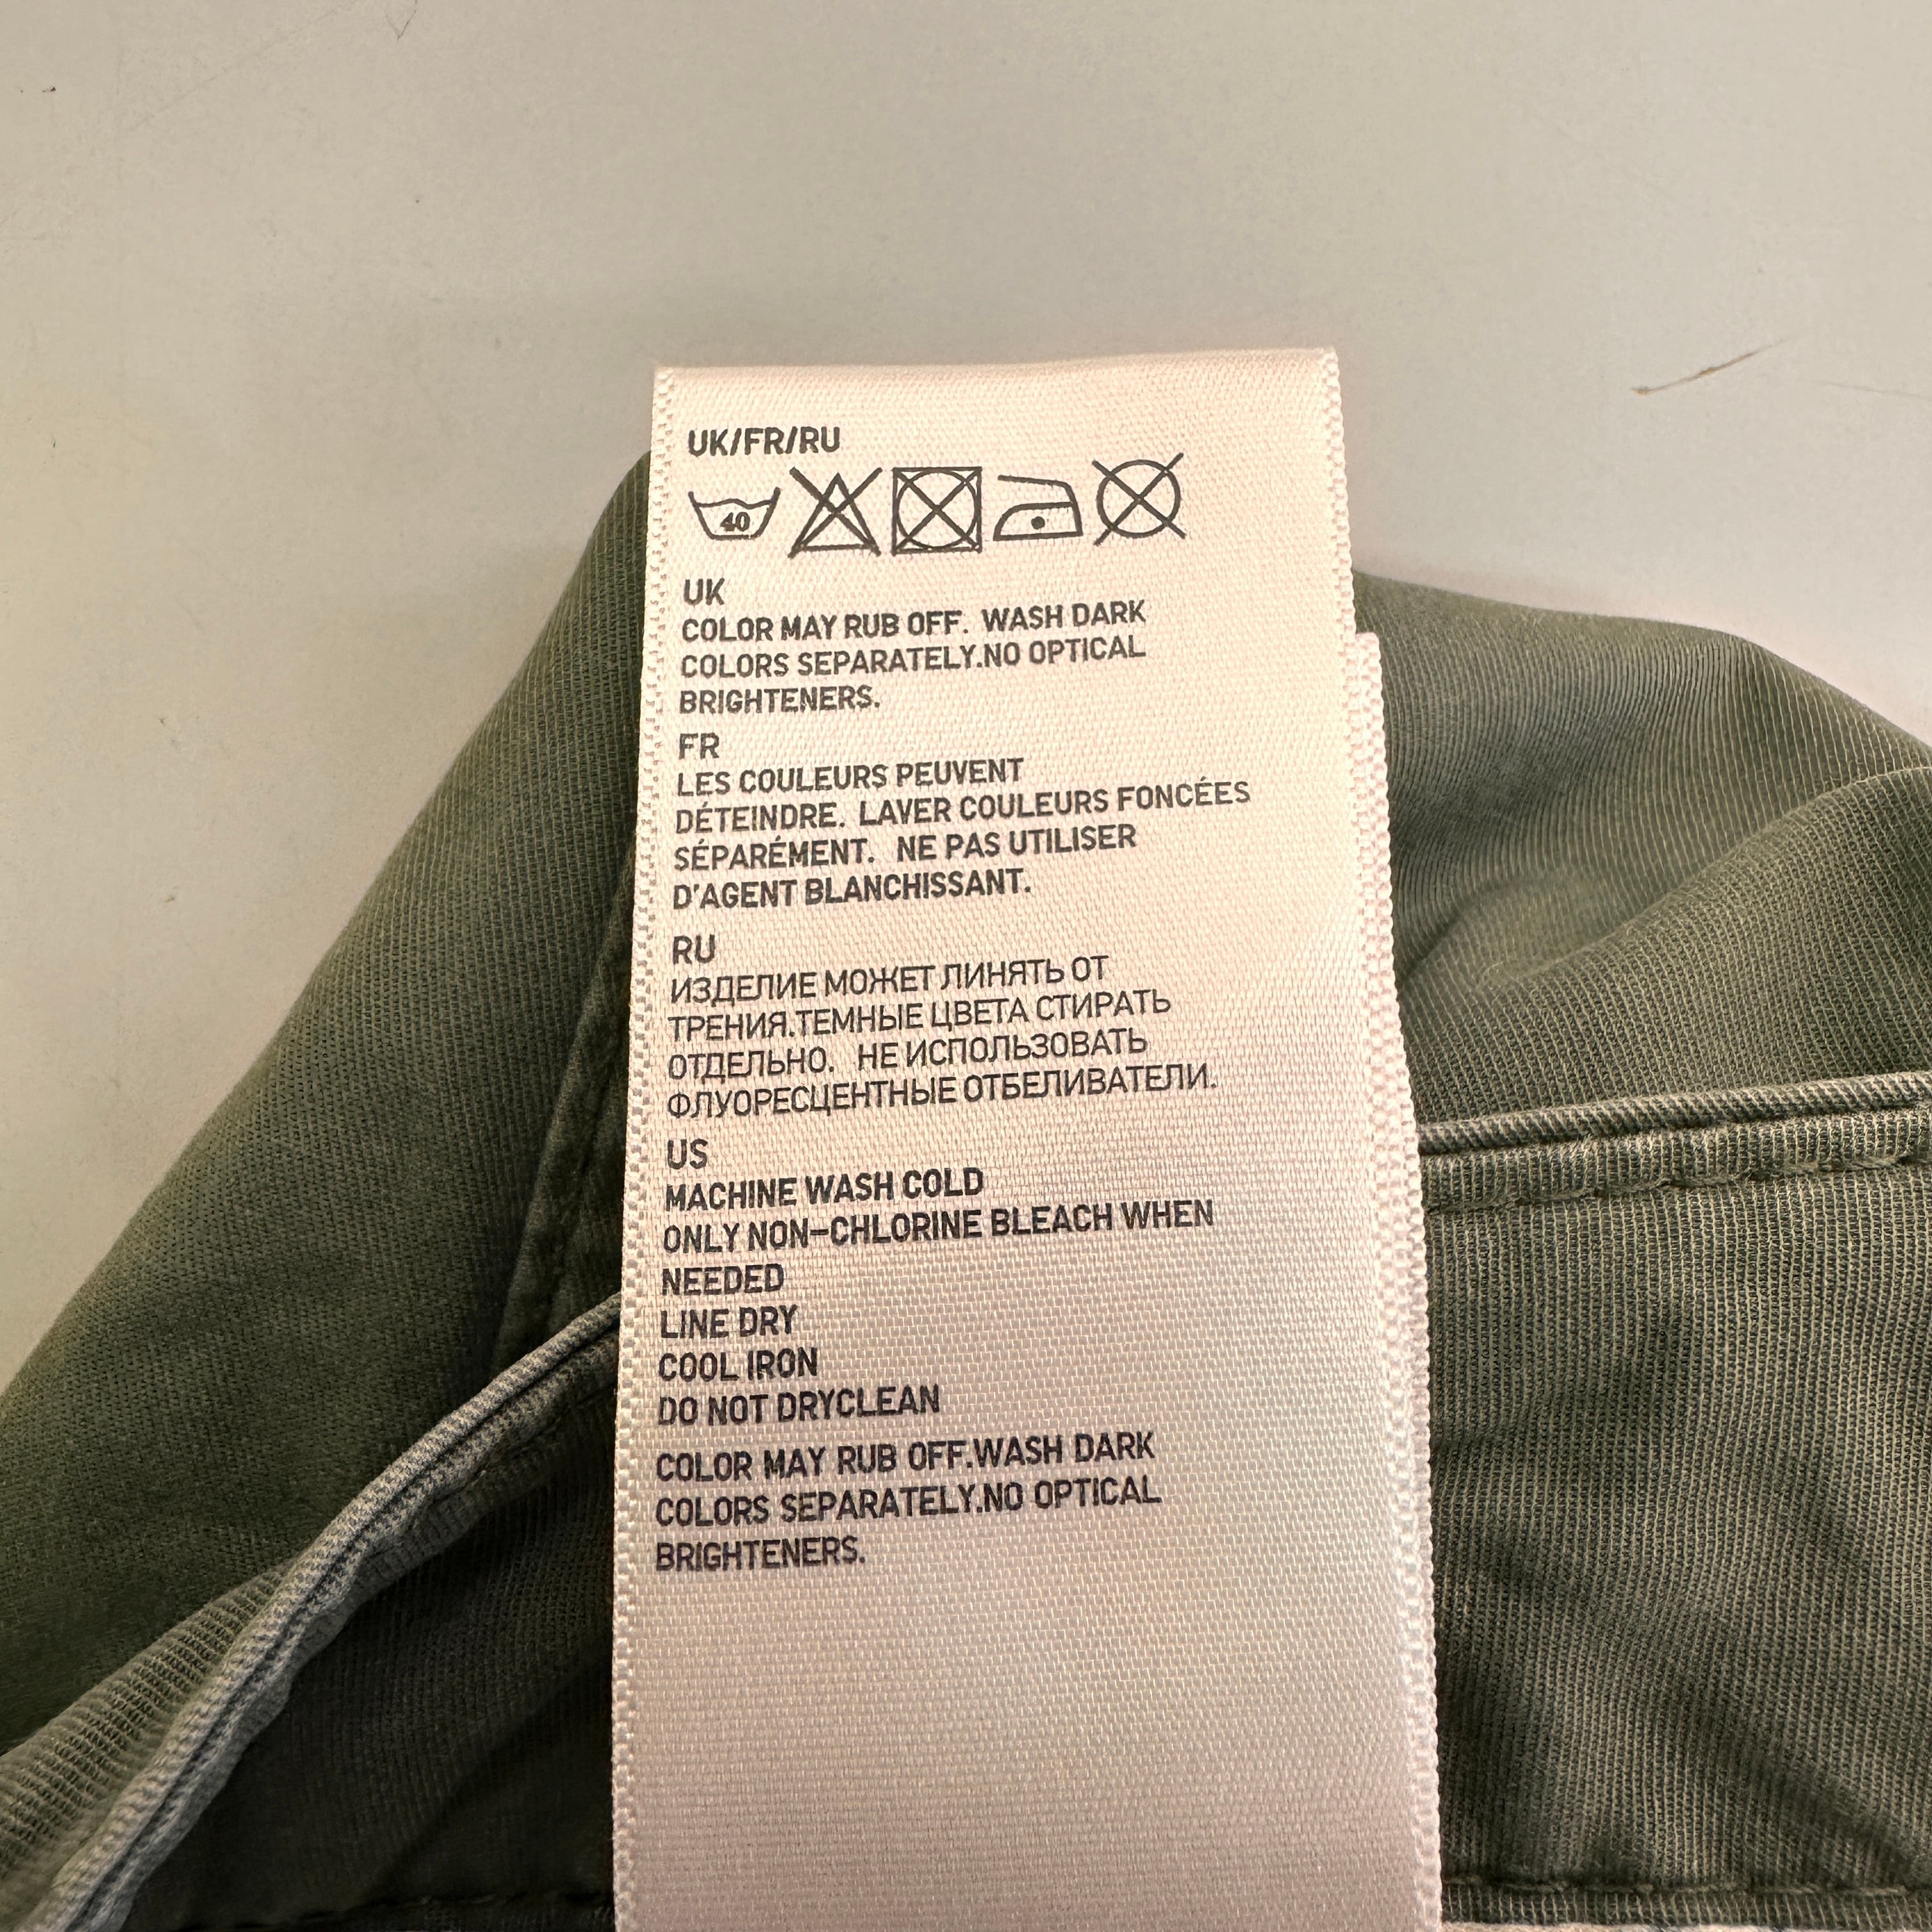 UK/FR/RU
40
UK
COLOR MAY RUB OFF. WASH DARK
COLORS SEPARATELY.NO OPTICAL
BRIGHTENERS.
FR
LES COULEURS PEUVENT
DÉTEINDRE. LAVER COULEURS FONCÉES
SÉPARÉMENT. NE PAS UTILISER
D'AGENT BLANCHISSANT.
RU
ИЗДЕЛИЕ МОЖЕТ ЛИНЯТЬ ОТ
ТРЕНИЯ.ТЕМНЫЕ ЦВЕТА СТИРАТЬ
ОТДЕЛЬНО. НЕ ИСПОЛЬЗОВАТЬ
ФЛУОРЕСЦЕНТНЫЕ ОТБЕЛИВАТЕЛИ.
US
MACHINE WASH COLD
ONLY NON-CHLORINE BLEACH WHEN
NEEDED
LINE DRY
COOL IRON
DO NOT DRYCLEAN
COLOR MAY RUB OFF.WASH DARK
COLORS SEPARATELY.NO OPTICAL
BRIGHTENERS.